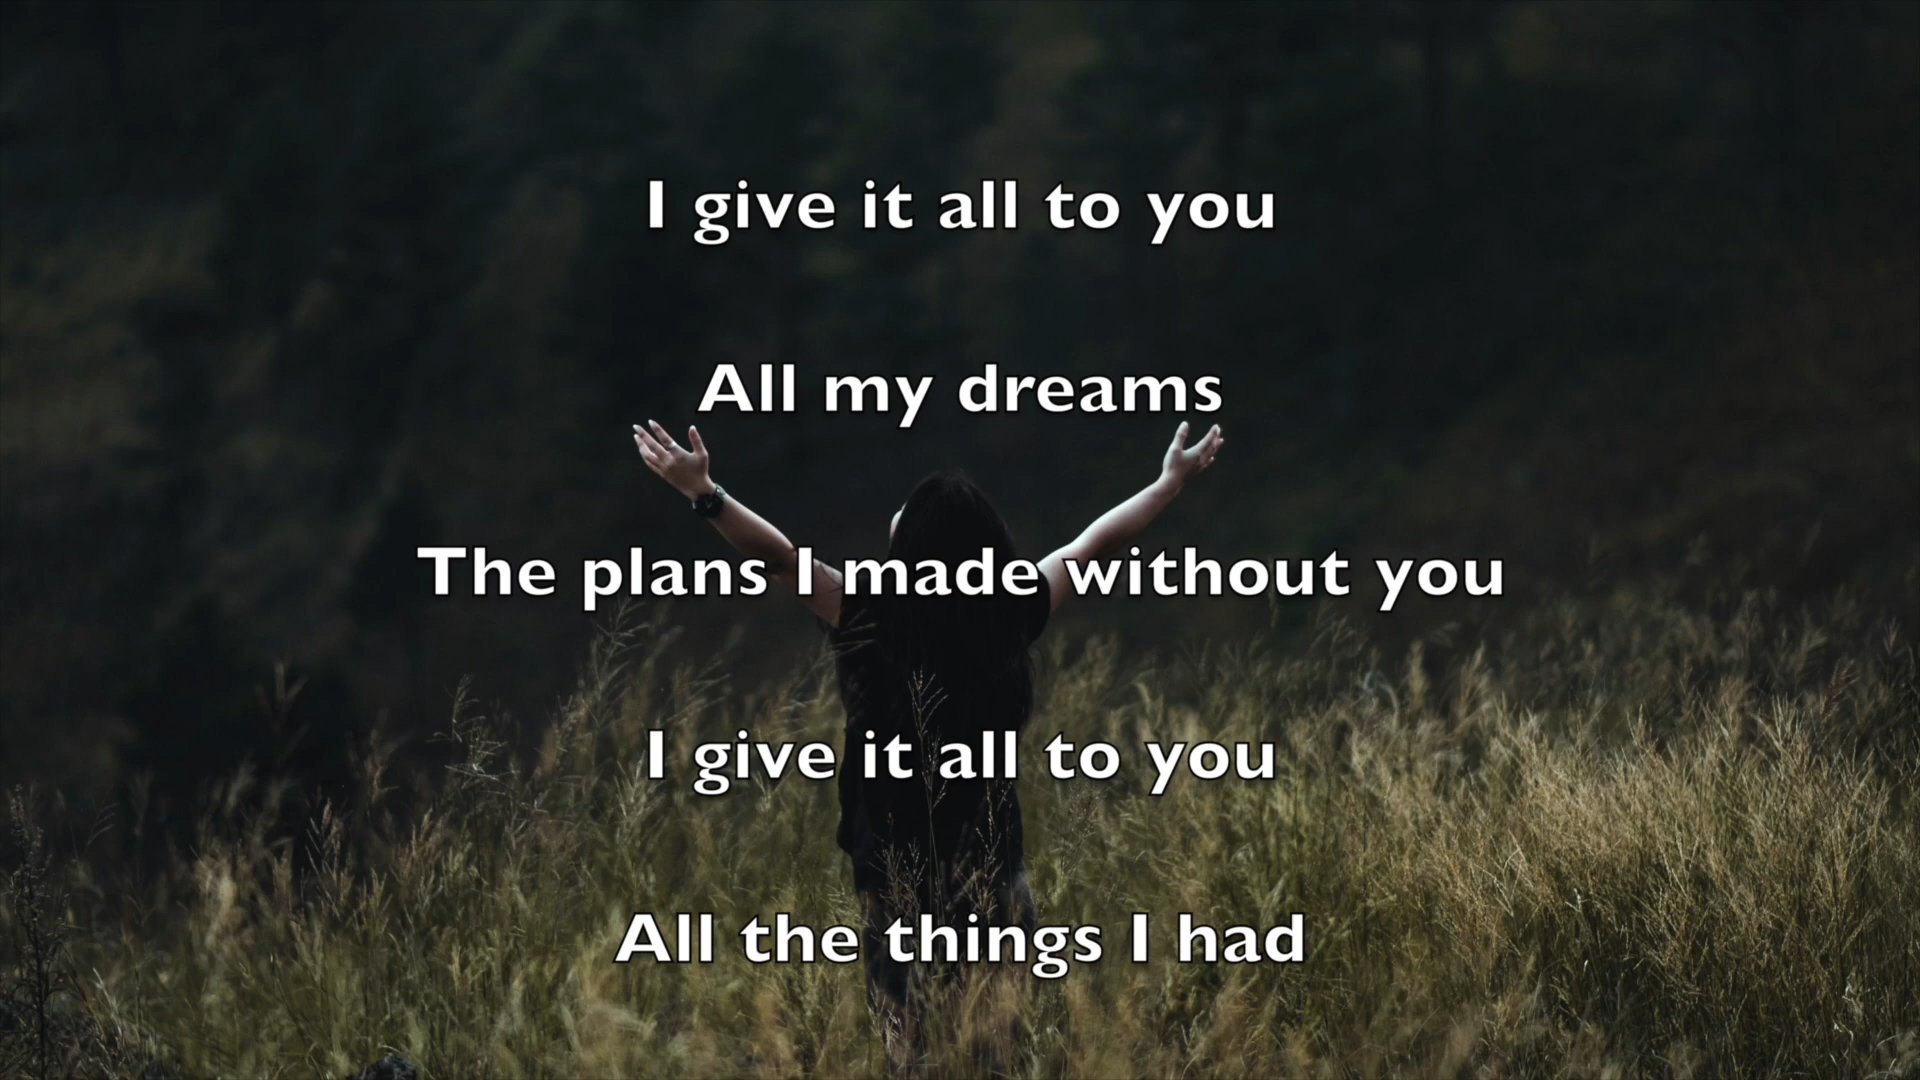 I give it all to you
All my dreams
The plans I made without you
I give it all to you
All the things I had